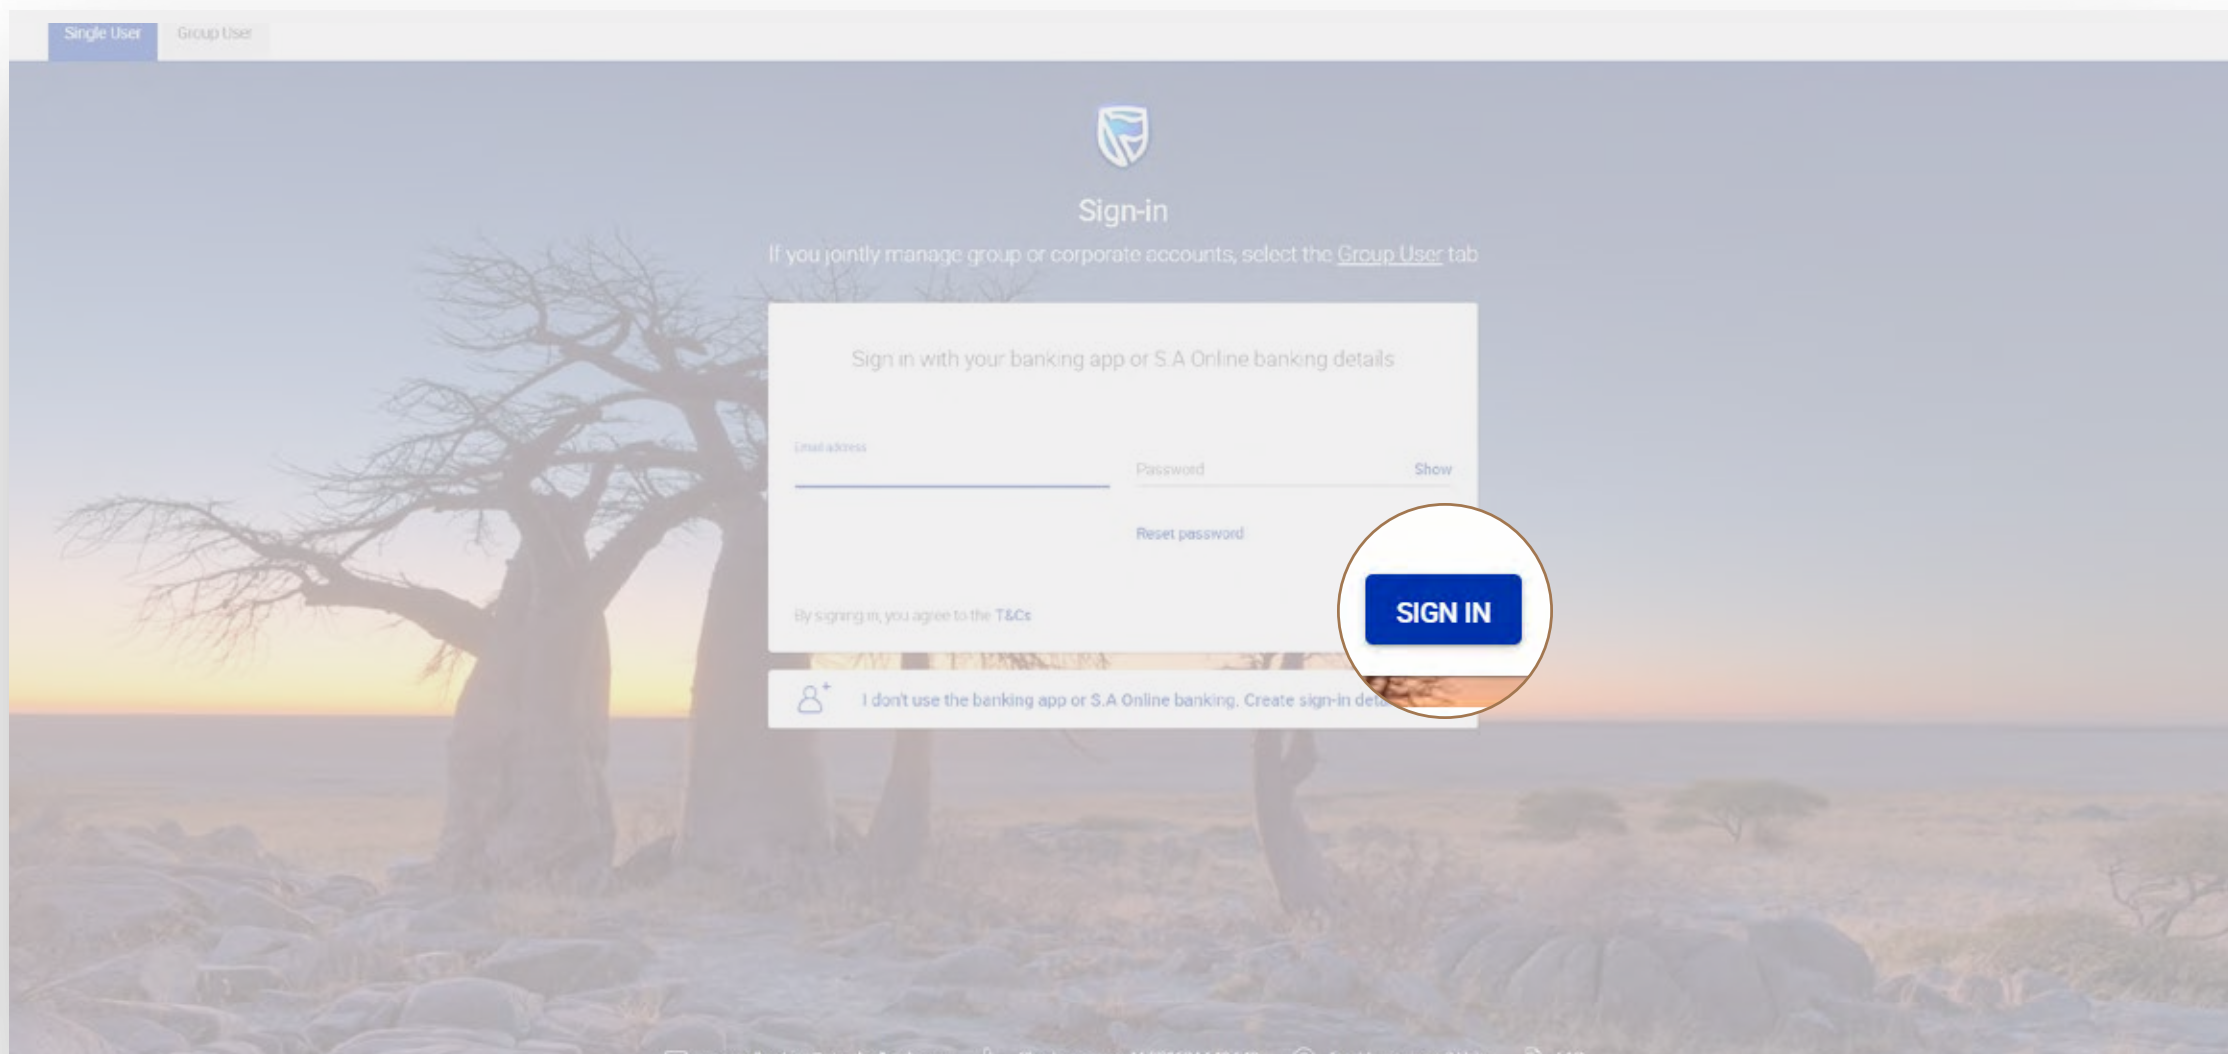 Single User
Group User
Sign-in
If you jointly manage group or corporate accounts, select the Group User tab
Sign in with your banking app or S.A Online banking details
Email address
Password
Show
Reset password
SIGN IN
By signing in, you agree to the T&Cs
I don't use the banking app or S.A Online banking. Create sign-in